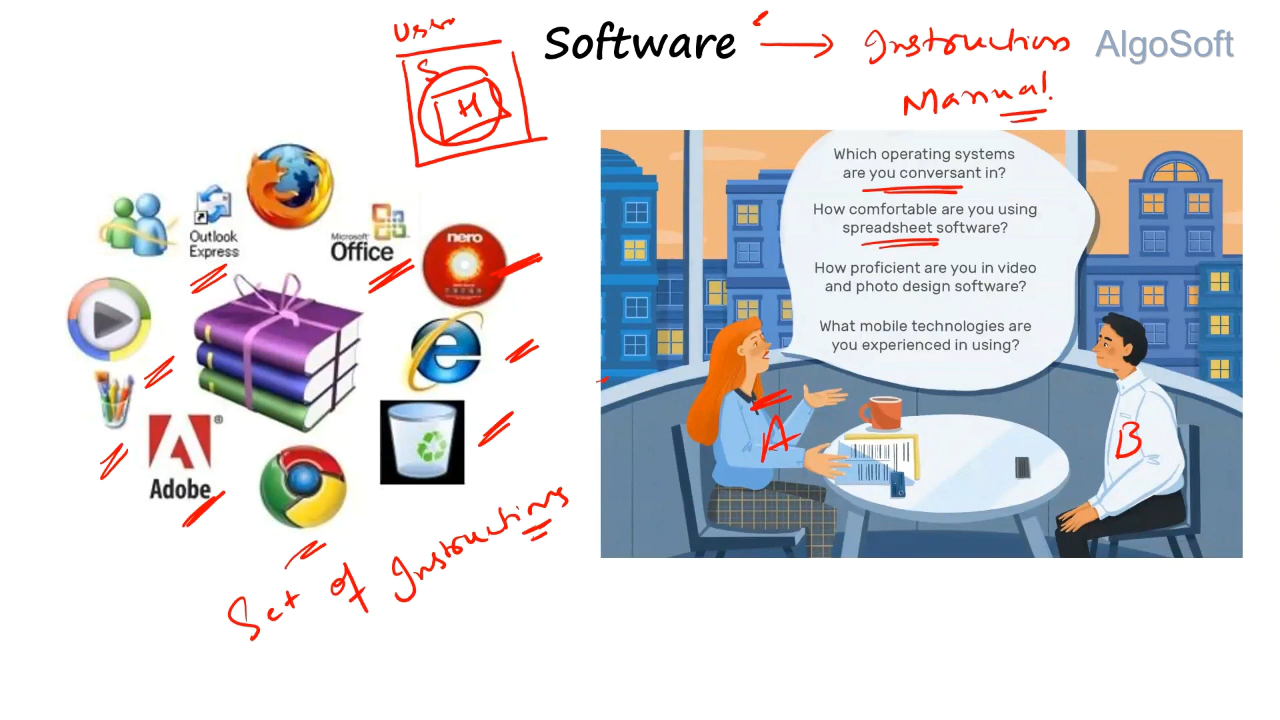 User
Software
Instruction
Manual
AlgoSoft
S
H
Which operating systems
are you conversant in?
How comfortable are you using
spreadsheet software?
How proficient are you in video
and photo design software?
What mobile technologies are
you experienced in using?
Outlook
Express
Microsoft
Office
nero
Adobe
A
B
Set of Instructions